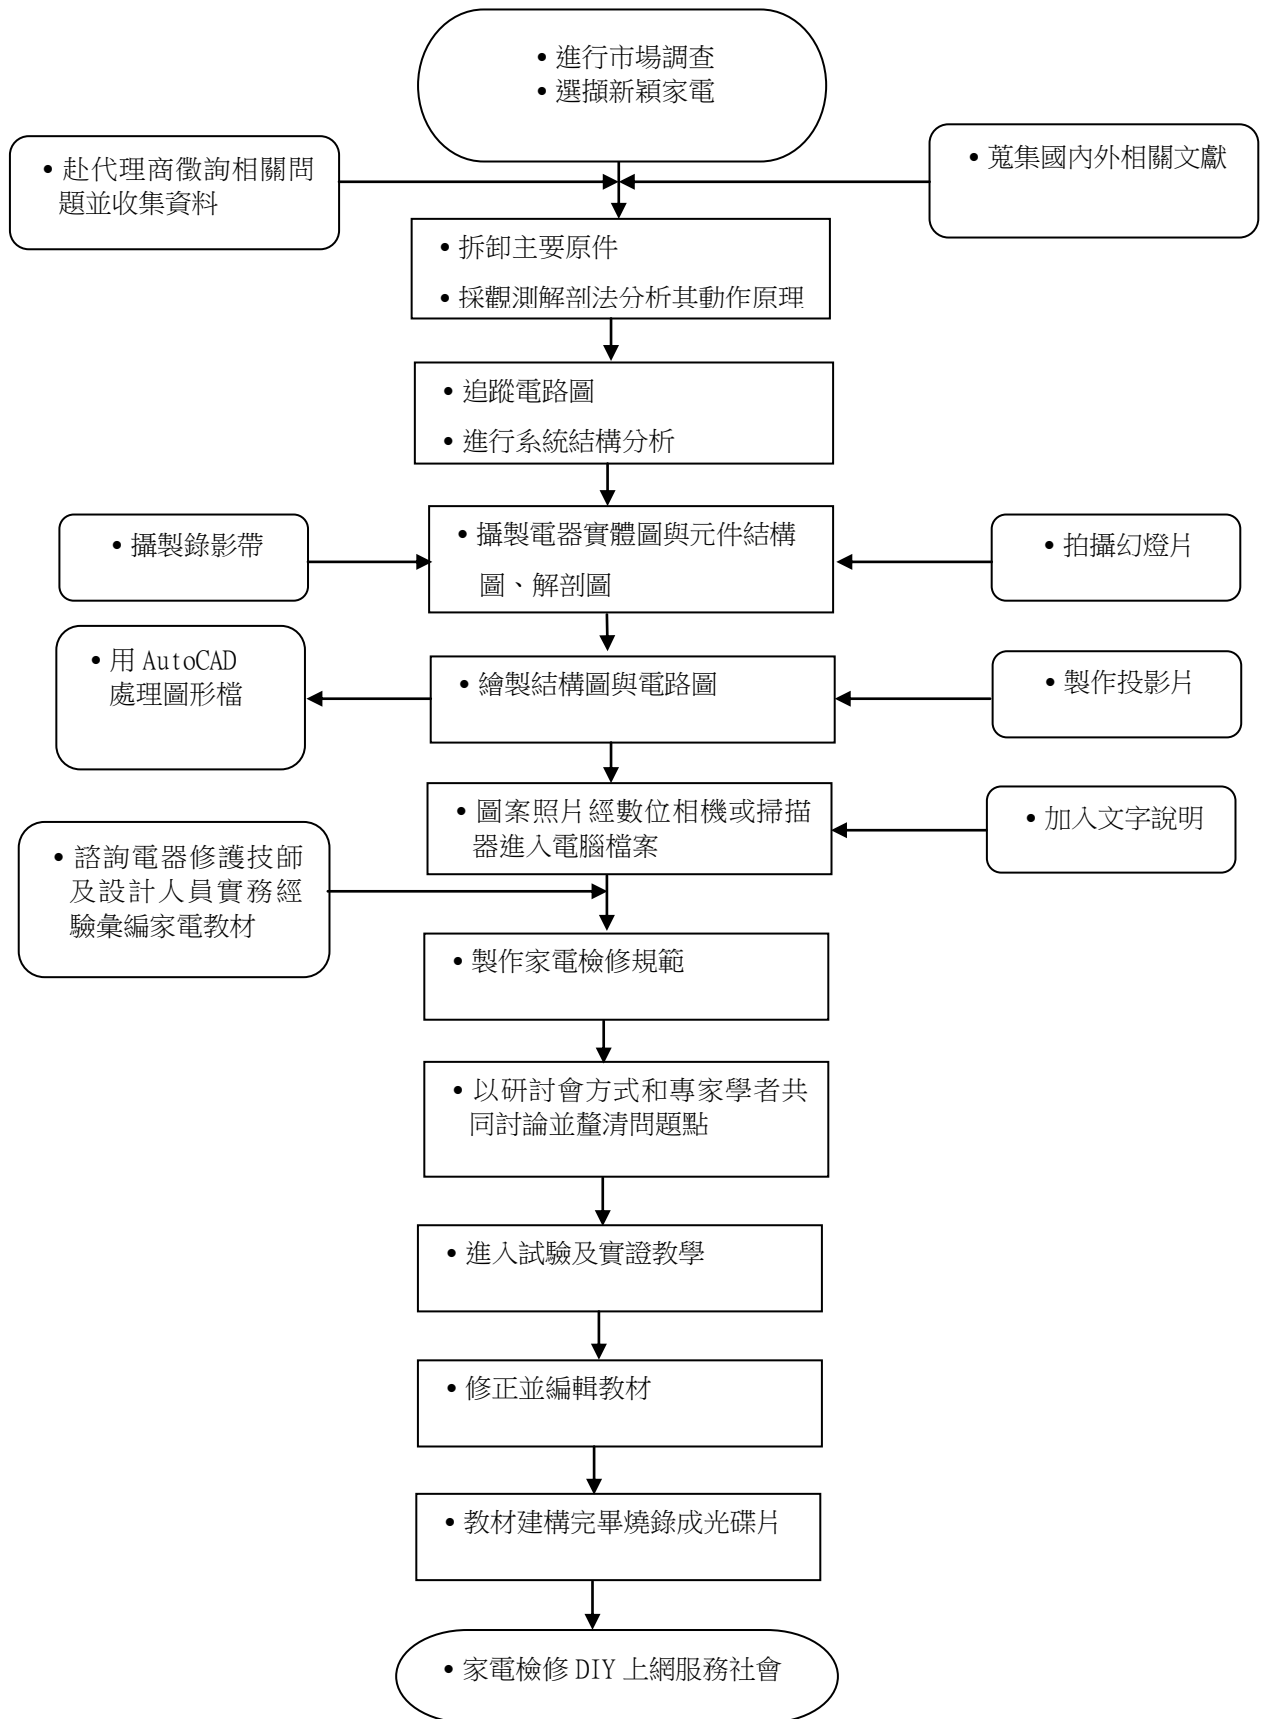 • 進行市場調查
• 選擷新穎家電
• 赴代理商徵詢相關問
題並收集資料
• 蒐集國內外相關文獻
• 拆卸主要原件
• 採觀測解剖法分析其動作原理
• 追蹤電路圖
• 進行系統結構分析
• 攝製錄影帶
• 攝製電器實體圖與元件結構
圖、解剖圖
• 拍攝幻燈片
• 用 AutoCAD
處理圖形檔
• 繪製結構圖與電路圖
• 製作投影片
• 圖案照片經數位相機或掃描
器進入電腦檔案
• 加入文字說明
• 諮詢電器修護技師
及設計人員實務經
驗彙編家電教材
• 製作家電檢修規範
• 以研討會方式和專家學者共
同討論並釐清問題點
• 進入試驗及實證教學
• 修正並編輯教材
• 教材建構完畢燒錄成光碟片
• 家電檢修 DIY 上網服務社會